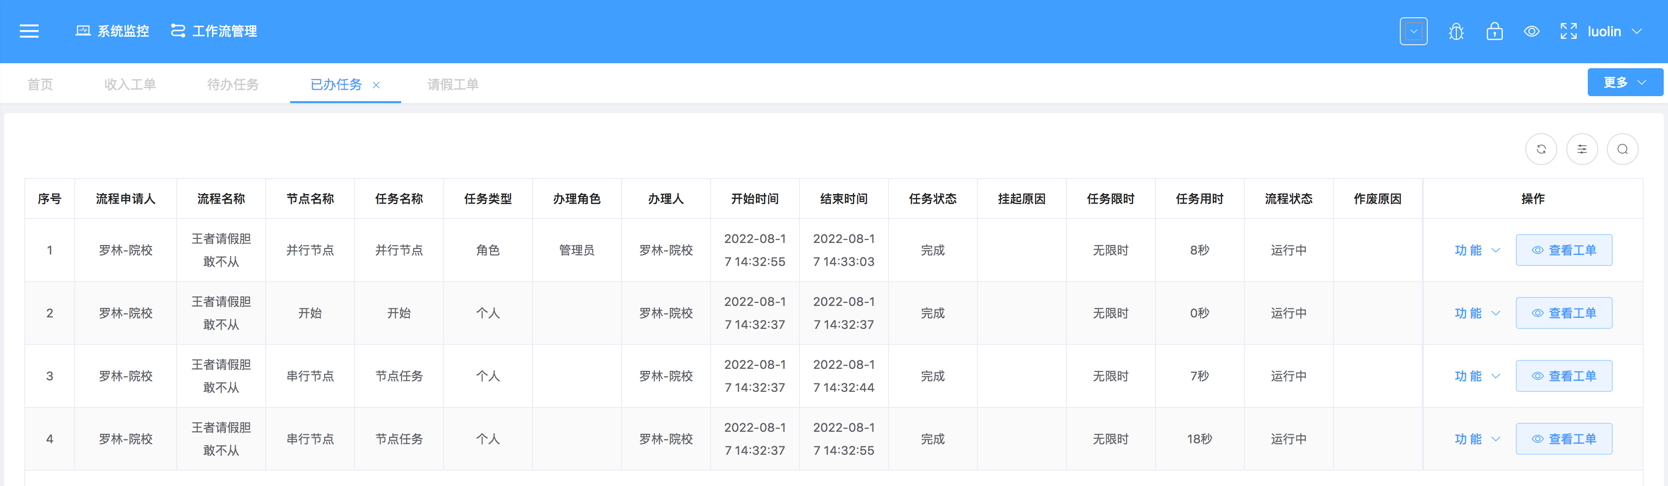 系统监控 工作流管理 luolin
首页 收入工单 待办任务 已办任务 请假工单 更多
序号 流程申请人 流程名称 节点名称 任务名称 任务类型 办理角色 办理人 开始时间 结束时间 任务状态 挂起原因 任务限时 任务用时 流程状态 作废原因 操作
1 罗林-院校 王者请假胆敢不从 并行节点 并行节点 角色 管理员 罗林-院校 2022-08-17 14:32:55 2022-08-17 14:33:03 完成 无限时 8秒 运行中 功能 查看工单
2 罗林-院校 王者请假胆敢不从 开始 开始 个人 罗林-院校 2022-08-17 14:32:37 2022-08-17 14:32:37 完成 无限时 0秒 运行中 功能 查看工单
3 罗林-院校 王者请假胆敢不从 串行节点 节点任务 个人 罗林-院校 2022-08-17 14:32:37 2022-08-17 14:32:44 完成 无限时 7秒 运行中 功能 查看工单
4 罗林-院校 王者请假胆敢不从 串行节点 节点任务 个人 罗林-院校 2022-08-17 14:32:37 2022-08-17 14:32:55 完成 无限时 18秒 运行中 功能 查看工单